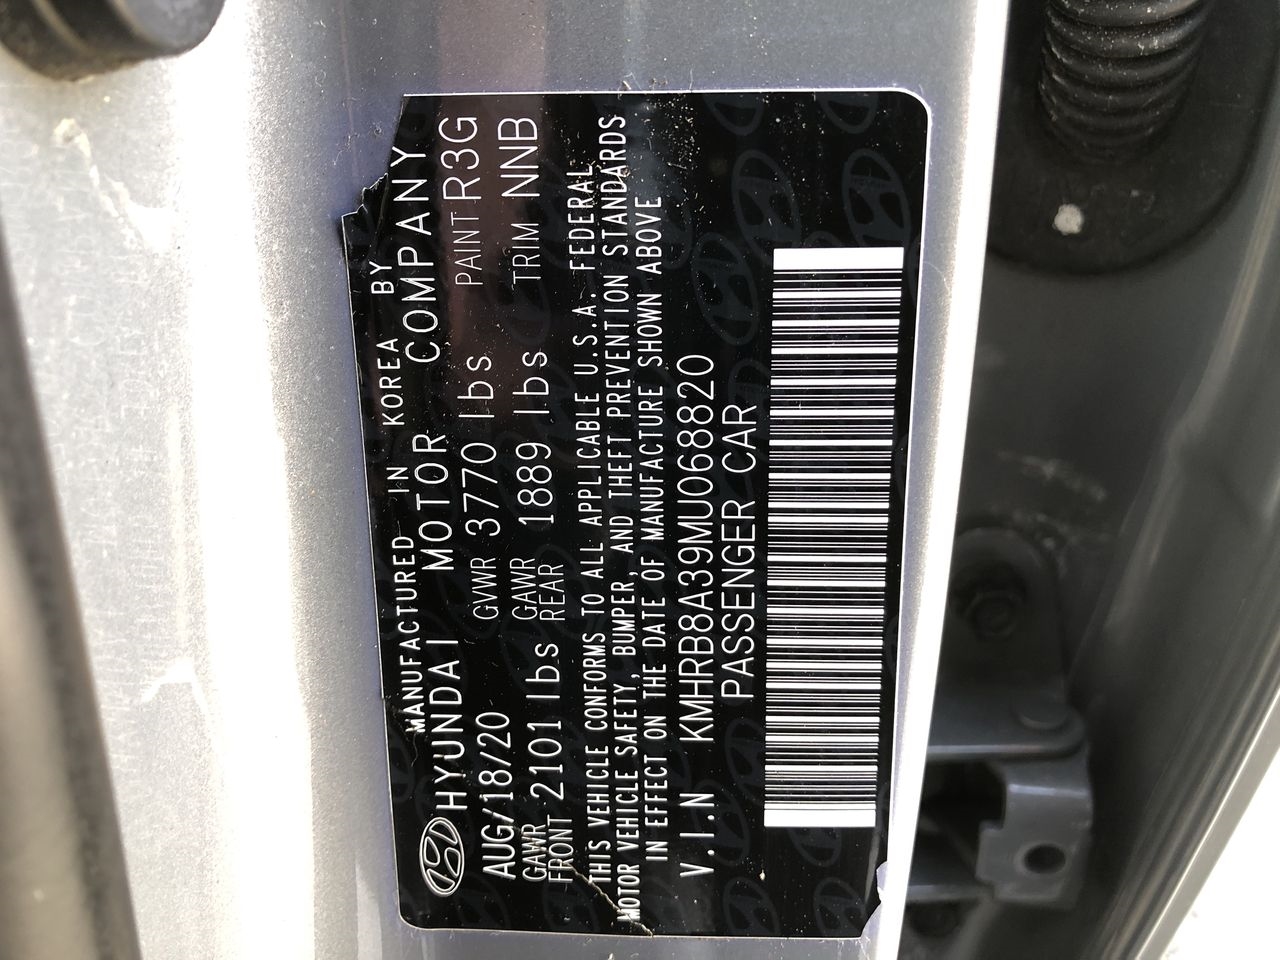 MANUFACTURED IN KOREA BY
HYUNDAI MOTOR COMPANY
AUG/18/20 GVWR 3770 lbs PAINT R3G
GAWR FRONT 2101 lbs GAWR REAR 1889 lbs TRIM NNB
THIS VEHICLE CONFORMS TO ALL APPLICABLE U.S.A. FEDERAL
MOTOR VEHICLE SAFETY, BUMPER, AND THEFT PREVENTION STANDARDS
IN EFFECT ON THE DATE OF MANUFACTURE SHOWN ABOVE
V.I.N KMHRB8A39MU068820
PASSENGER CAR